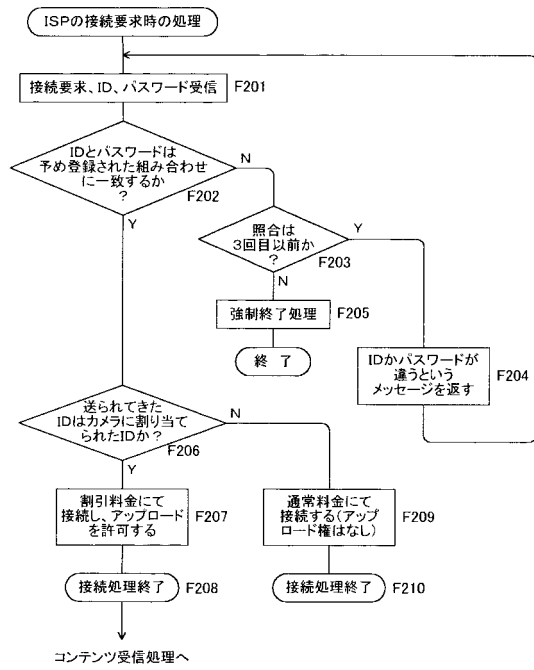 ISPの接続要求時の処理
接続要求、ID、パスワード受信
F201
IDとパスワードは
予め登録された組み合わせ
に一致するか
?
F202
N
Y
照合は
3回目以前か
?
F203
Y
N
強制終了処理
F205
終了
IDかパスワードが
違うという
メッセージを返す
F204
送られてきた
IDはカメラに割り当て
られたIDか?
F206
N
Y
割引料金にて
接続し、アップロード
を許可する
F207
通常料金にて
接続する(アップ
ロード権はなし)
F209
接続処理終了
F208
接続処理終了
F210
コンテンツ受信処理へ